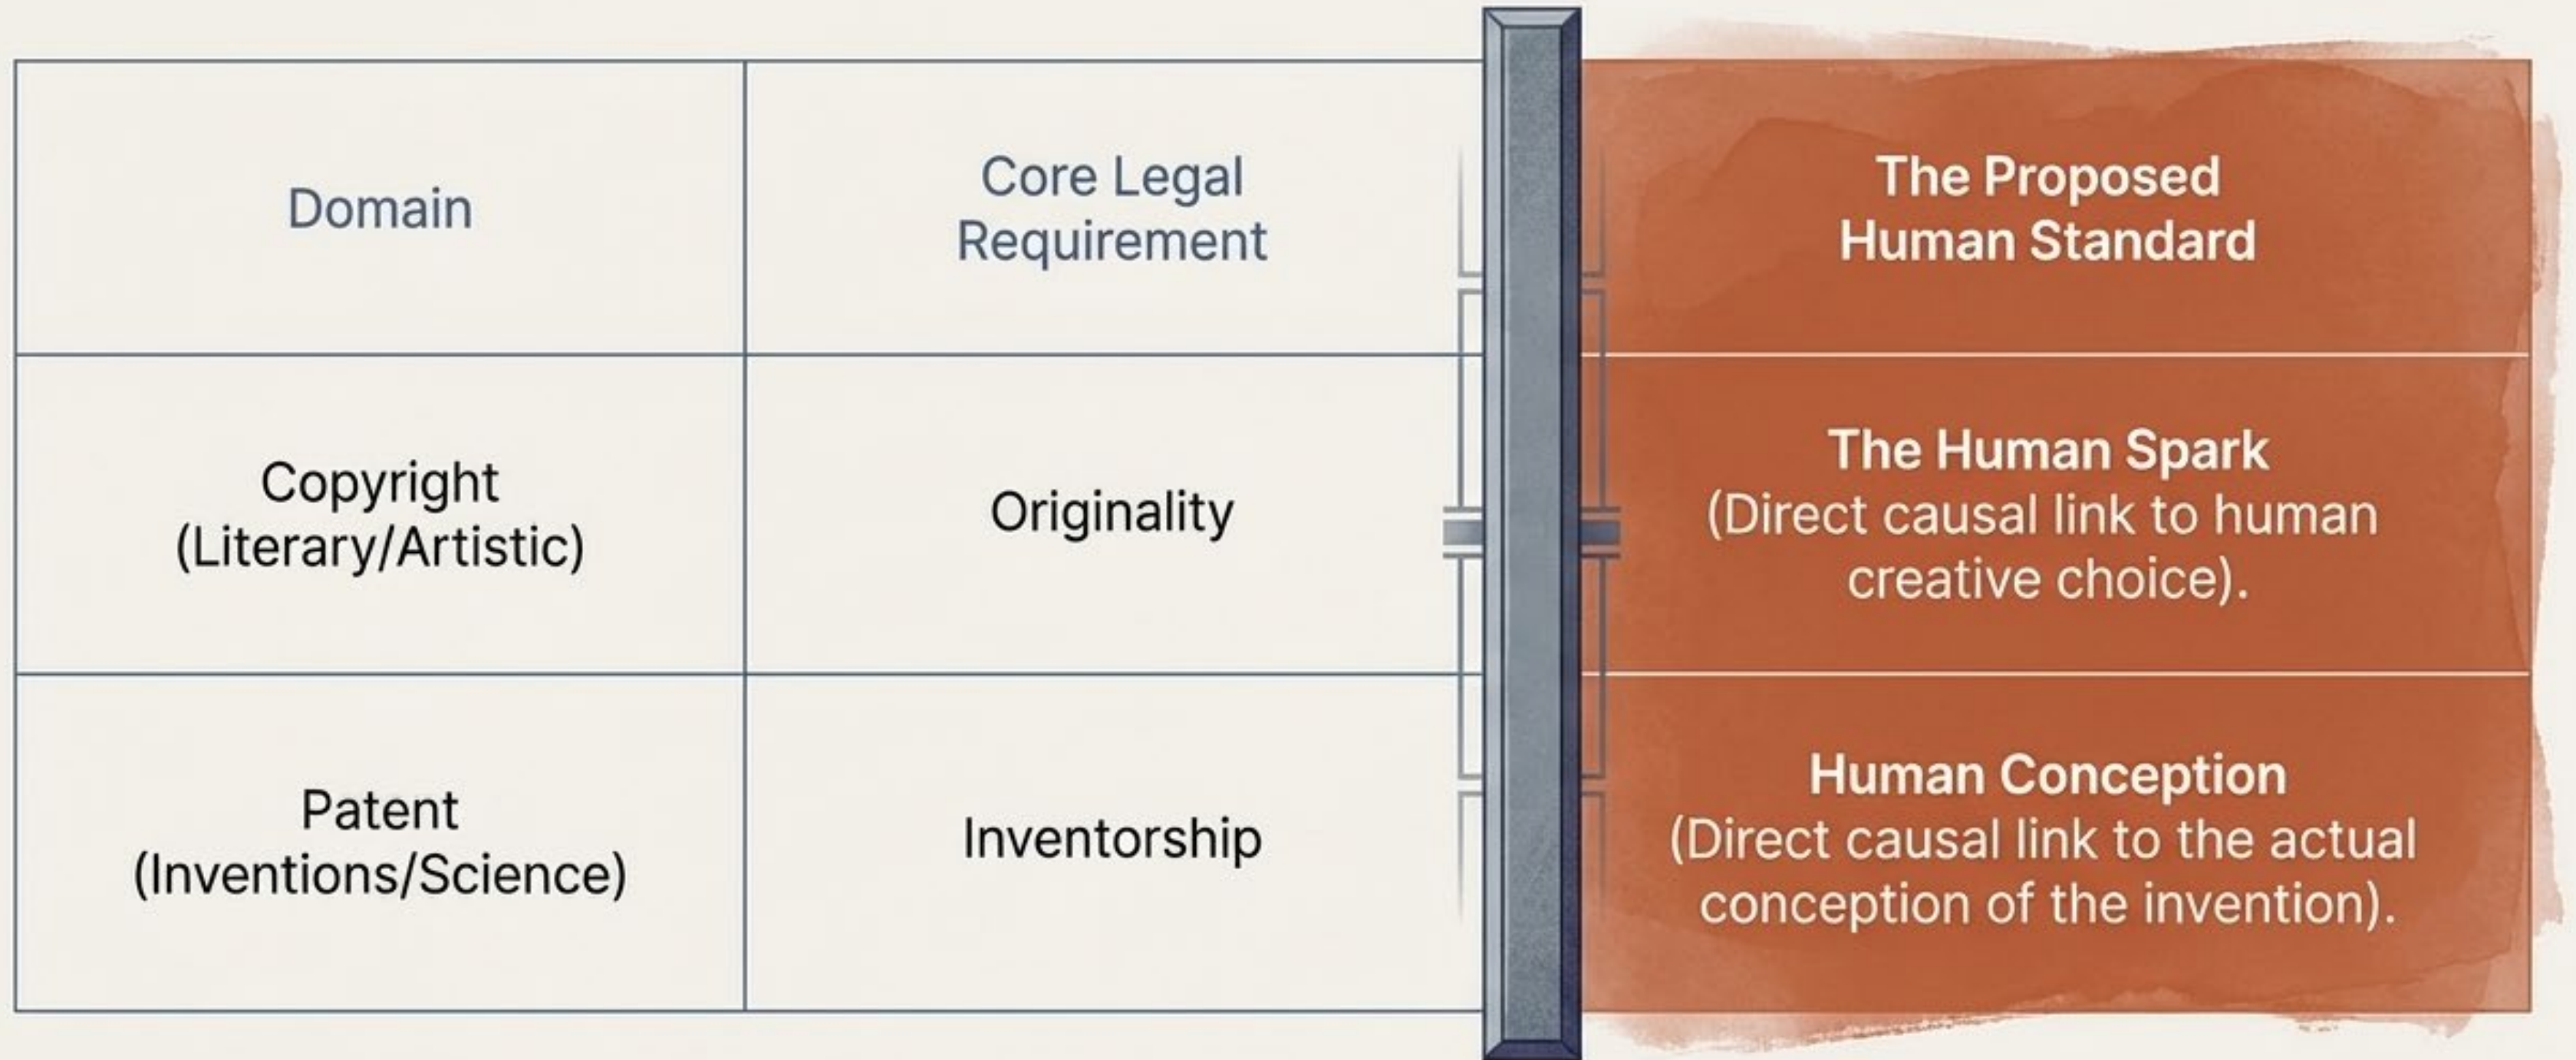 Domain
Core Legal
Requirement
The Proposed
Human Standard
Copyright
(Literary/Artistic)
Originality
The Human Spark
(Direct causal link to human
creative choice).
Patent
(Inventions/Science)
Inventorship
Human Conception
(Direct causal link to the actual
conception of the invention).